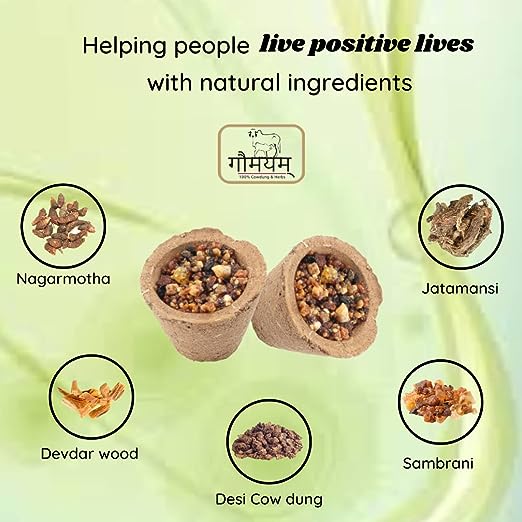 Helping people live positive lives
with natural ingredients
गौमयम्
100% Cowdung & Herbs
Nagarmotha
Jatamansi
Devdar wood
Sambrani
Desi Cow dung